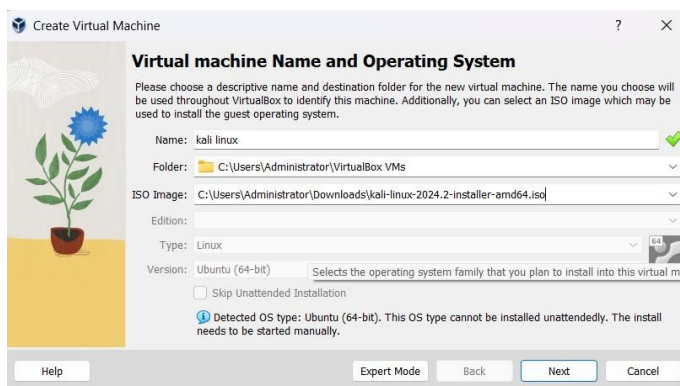 Create Virtual Machine
Virtual machine Name and Operating System
Please choose a descriptive name and destination folder for the new virtual machine. The name you choose will
be used throughout VirtualBox to identify this machine. Additionally, you can select an ISO image which may be
used to install the guest operating system.
Name: kali linux
Folder: C:\Users\Administrator\VirtualBox VMs
ISO Image: C:\Users\Administrator\Downloads\kali-linux-2024.2-installer-amd64.iso
Edition:
Type: Linux 64
Version: Ubuntu (64-bit) Selects the operating system family that you plan to install into this virtual m
Skip Unattended Installation
Detected OS type: Ubuntu (64-bit). This OS type cannot be installed unattendedly. The install
needs to be started manually.
Help Expert Mode Back Next Cancel